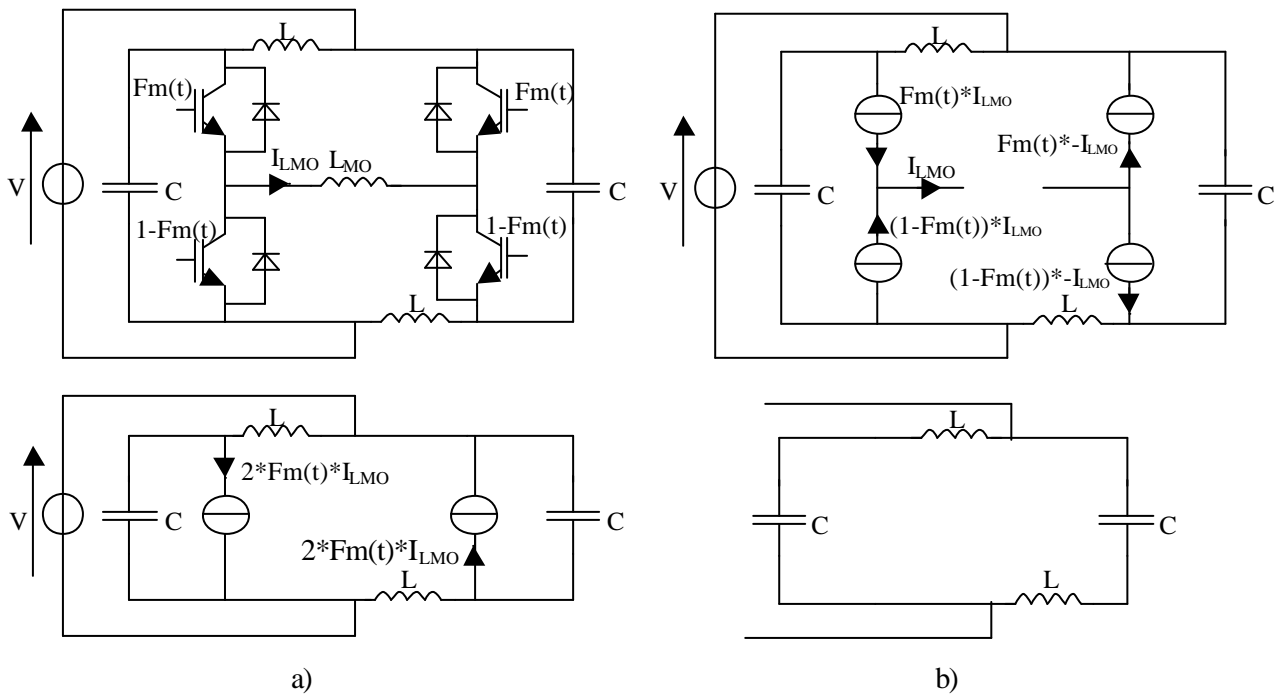 L
Fm(t)
Fm(t)
I_LMO L_MO
V
C
C
1-Fm(t)
1-Fm(t)
L
L
Fm(t)*I_LMO
Fm(t)*-I_LMO
I_LMO
V
C
C
(1-Fm(t))*I_LMO
(1-Fm(t))*-I_LMO
L
L
2*Fm(t)*I_LMO
V
C
C
2*Fm(t)*I_LMO
L
L
C
C
L
a)
b)